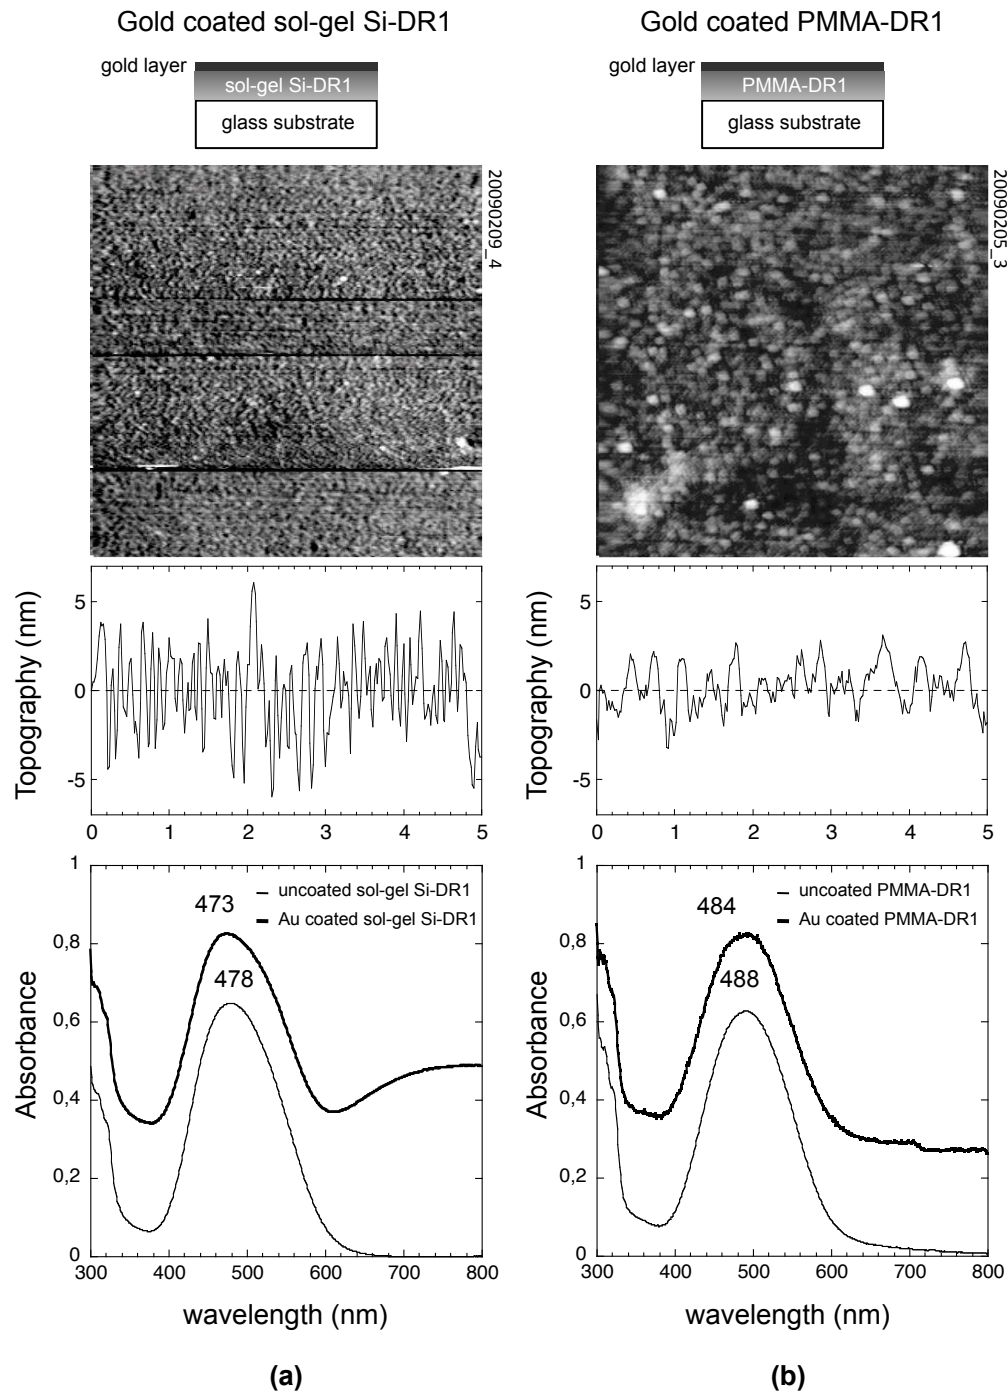 Gold coated sol-gel Si-DR1
gold layer
sol-gel Si-DR1
glass substrate
20090209_4
Topography (nm)
5
0
-5
0 1 2 3 4 5
uncoated sol-gel Si-DR1
Au coated sol-gel Si-DR1
473
478
Absorbance
1
0,8
0,6
0,4
0,2
0
300 400 500 600 700 800
wavelength (nm)
(a)
Gold coated PMMA-DR1
gold layer
PMMA-DR1
glass substrate
20090205_3
Topography (nm)
5
0
-5
0 1 2 3 4 5
uncoated PMMA-DR1
Au coated PMMA-DR1
484
488
Absorbance
1
0,8
0,6
0,4
0,2
0
300 400 500 600 700 800
wavelength (nm)
(b)